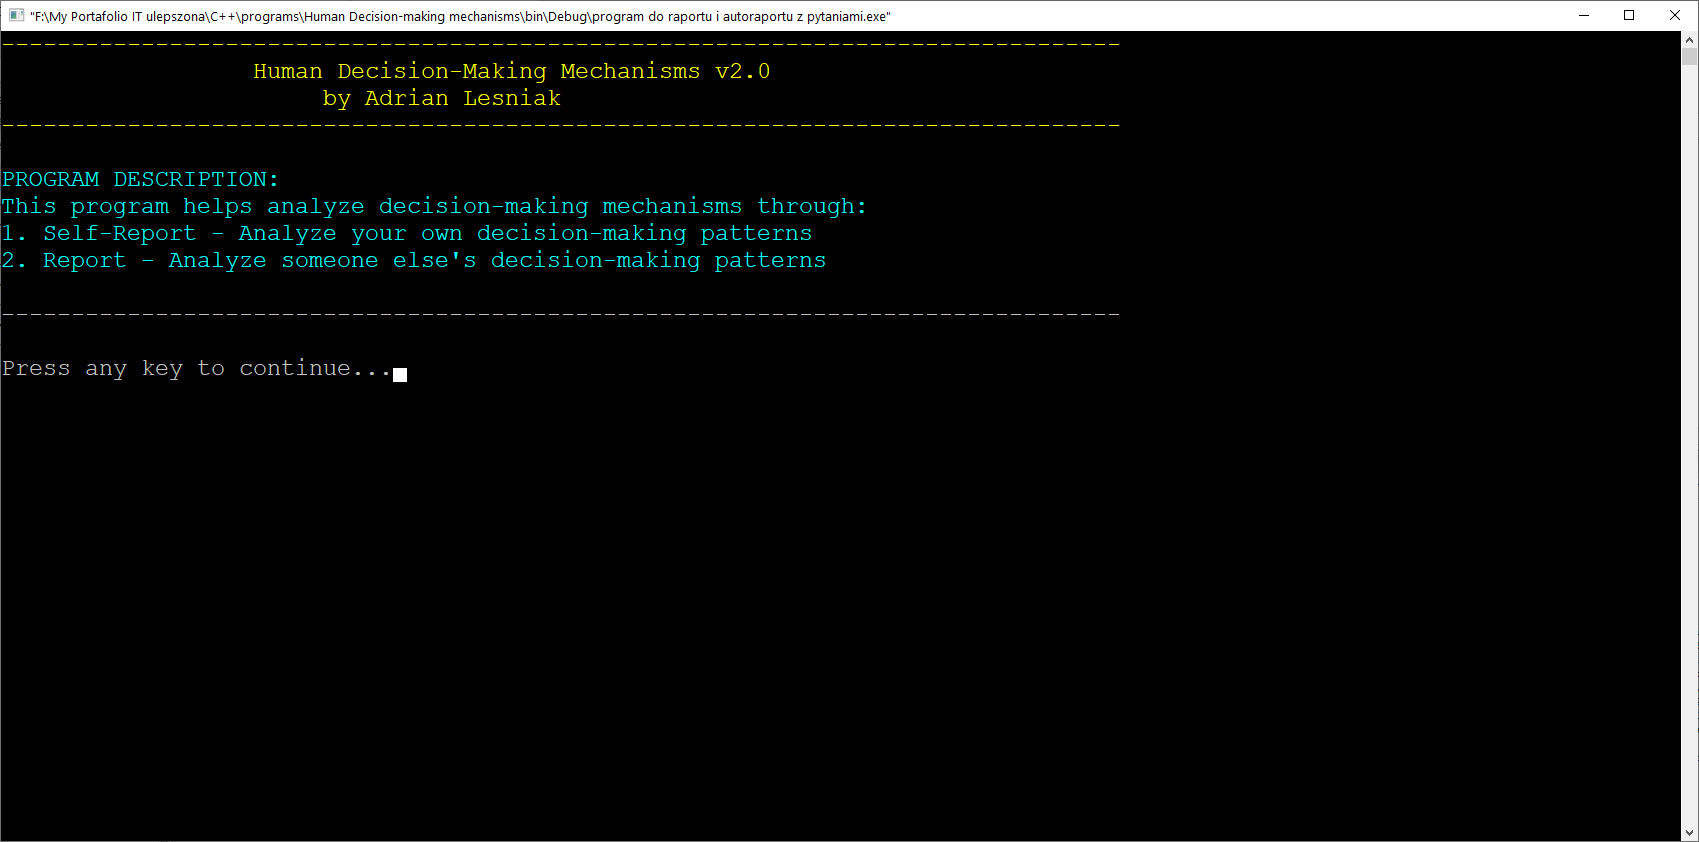 "F:\My Portafolio IT ulepszona\C++\programs\Human Decision-making mechanisms\bin\Debug\program do raportu i autoraportu z pytaniami.exe"
--------------------------------------------------------------------------------
Human Decision-Making Mechanisms v2.0
by Adrian Lesniak
--------------------------------------------------------------------------------
PROGRAM DESCRIPTION:
This program helps analyze decision-making mechanisms through:
1. Self-Report - Analyze your own decision-making patterns
2. Report - Analyze someone else's decision-making patterns
--------------------------------------------------------------------------------
Press any key to continue...